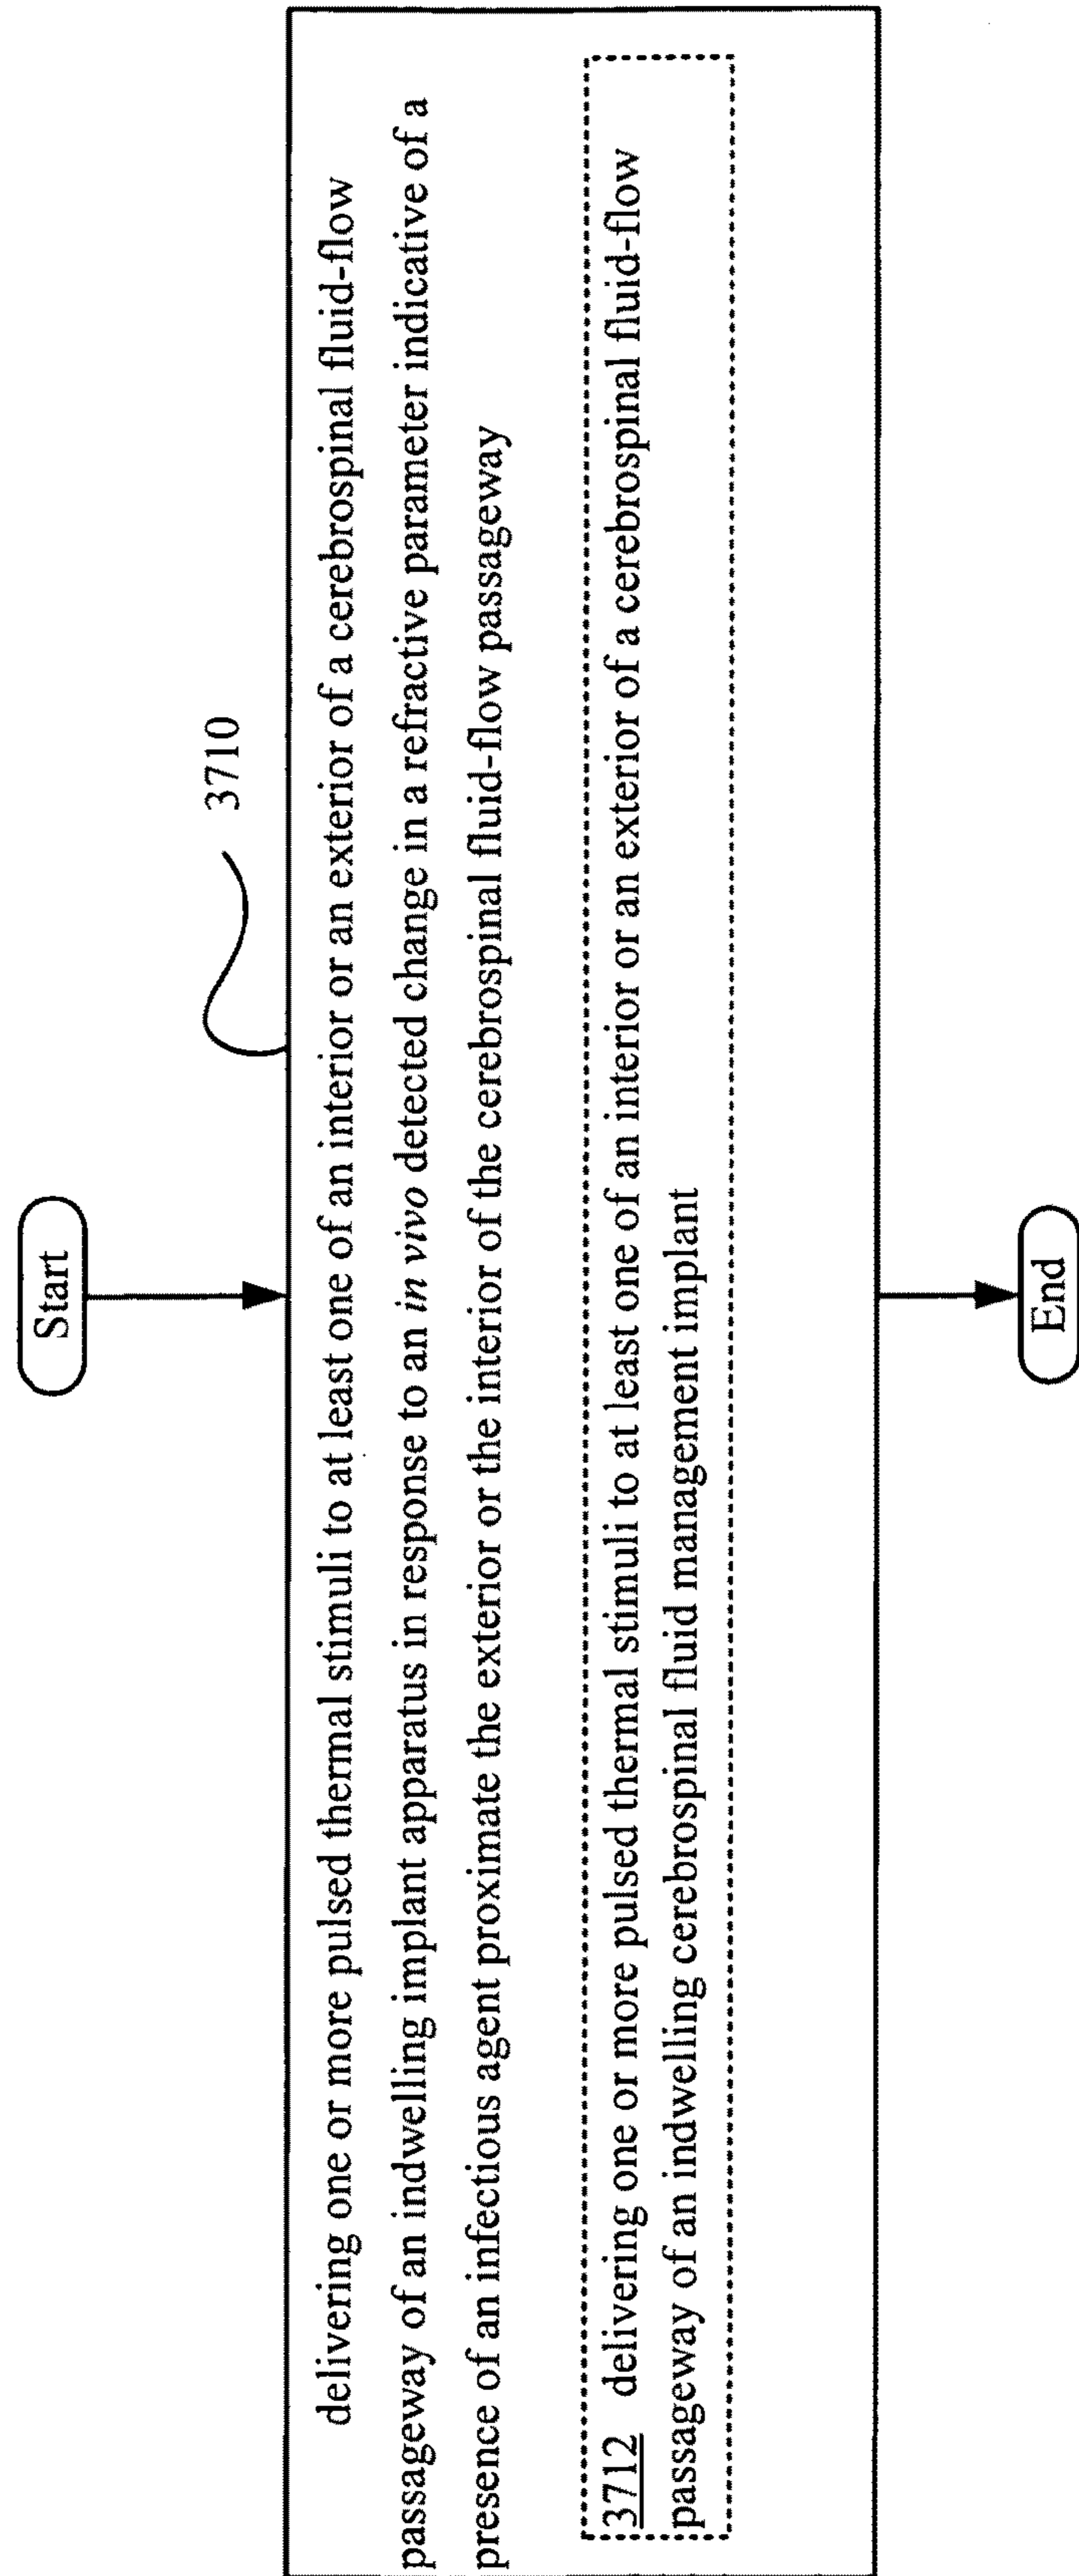 Start
3710
delivering one or more pulsed thermal stimuli to at least one of an interior or an exterior of a cerebrospinal fluid-flow
passageway of an indwelling implant apparatus in response to an in vivo detected change in a refractive parameter indicative of a
presence of an infectious agent proximate the exterior or the interior of the cerebrospinal fluid-flow passageway
3712 delivering one or more pulsed thermal stimuli to at least one of an interior or an exterior of a cerebrospinal fluid-flow
passageway of an indwelling cerebrospinal fluid management implant
End